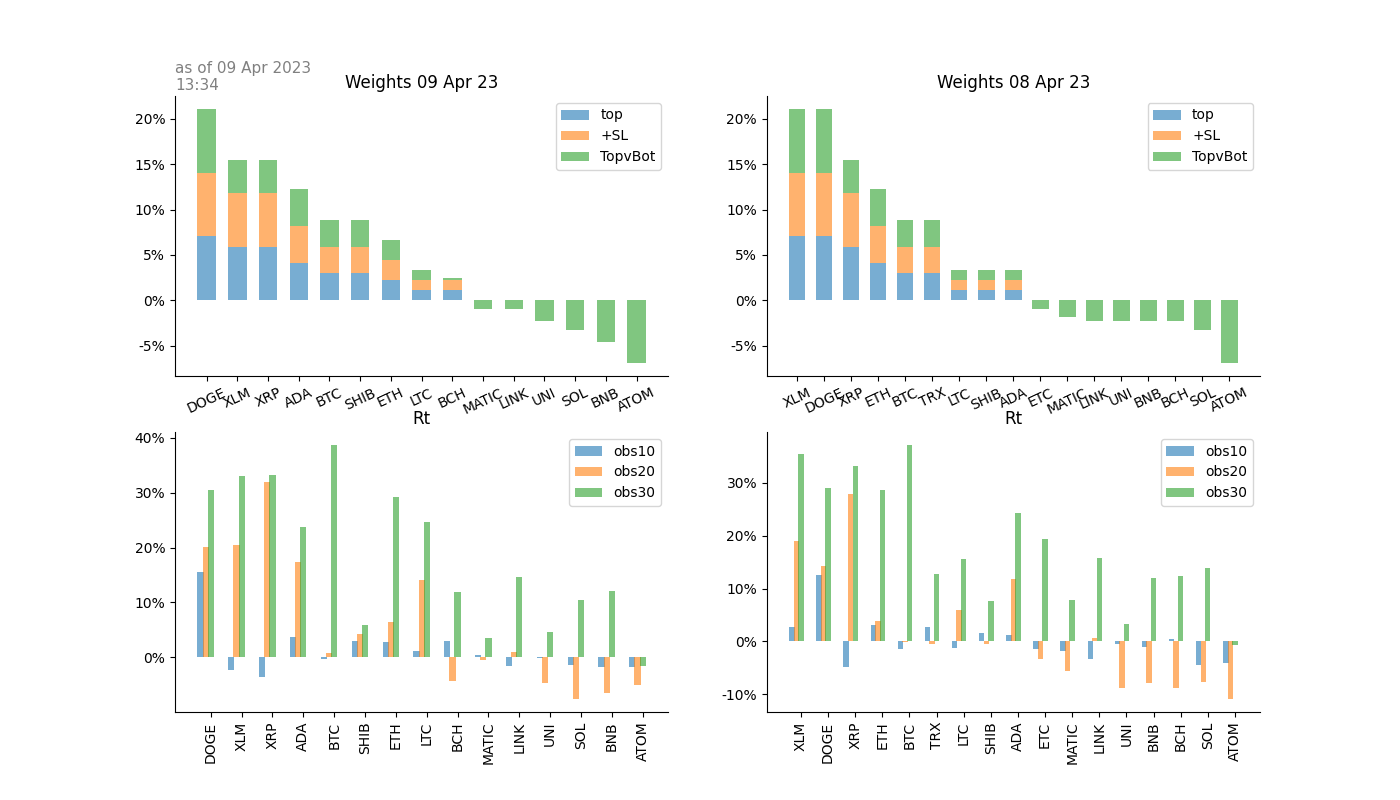 as of 09 Apr 2023
13:34
Weights 09 Apr 23
20%
15%
10%
5%
0%
-5%
top
+SL
TopvBot
DOGE XLM XRP ADA BTC SHIB ETH LTC BCH MATIC LINK UNI SOL BNB ATOM
Weights 08 Apr 23
20%
15%
10%
5%
0%
-5%
top
+SL
TopvBot
XLM DOGE XRP ETH BTC TRX LTC SHIB ADA ETC MATIC LINK UNI BNB BCH SOL ATOM
Rt
40%
30%
20%
10%
0%
obs10
obs20
obs30
DOGE XLM XRP ADA BTC SHIB ETH LTC BCH MATIC LINK UNI SOL BNB ATOM
Rt
30%
20%
10%
0%
-10%
obs10
obs20
obs30
XLM DOGE XRP ETH BTC TRX LTC SHIB ADA ETC MATIC LINK UNI BNB BCH SOL ATOM